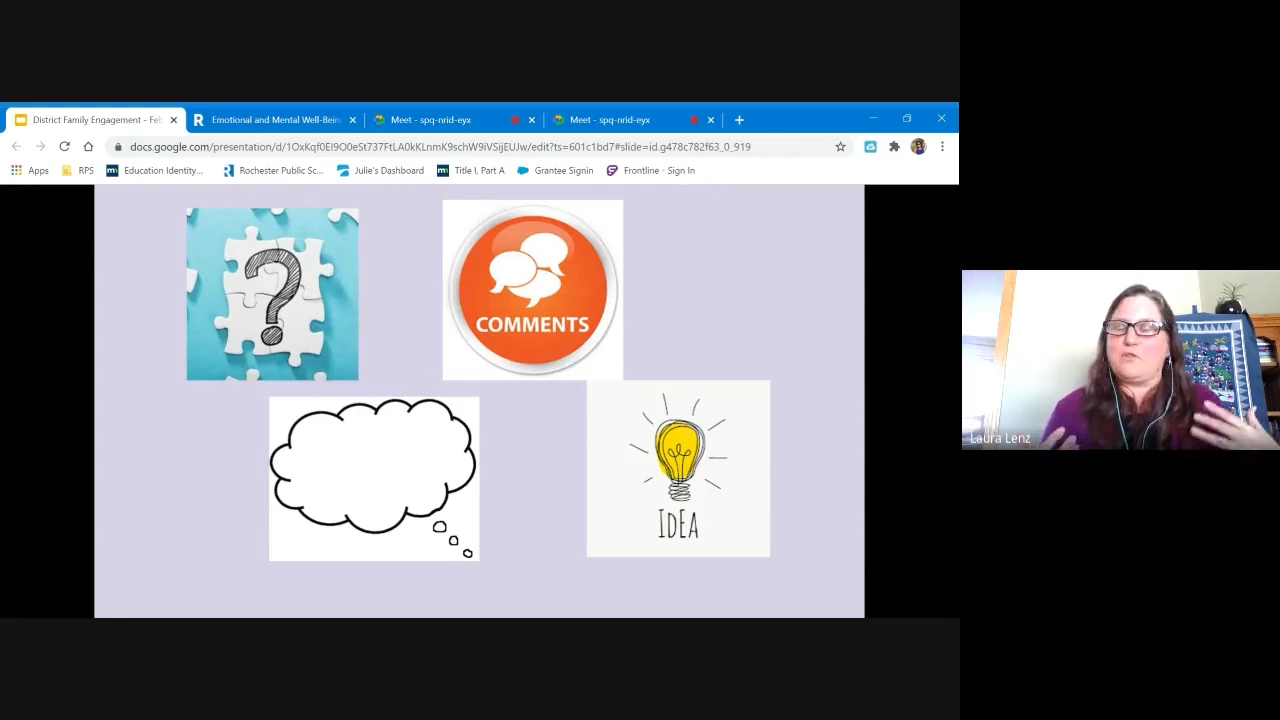 District Family Engagement - Feb
R Emotional and Mental Well-Bein
Meet - spq-nrid-eyx
Meet - spq-nrid-eyx
docs.google.com/presentation/d/1OxKqf0EI9O0eSt737FtLA0kKLnmK9schW9iVSijEUJw/edit?ts=601c1bd7#slide=id.g478c782f63_0_919
Apps
RPS
Education Identity...
Rochester Public Sc...
Julie's Dashboard
Title I, Part A
Grantee Signin
Frontline - Sign In
?
COMMENTS
IDEA
Laura Lenz